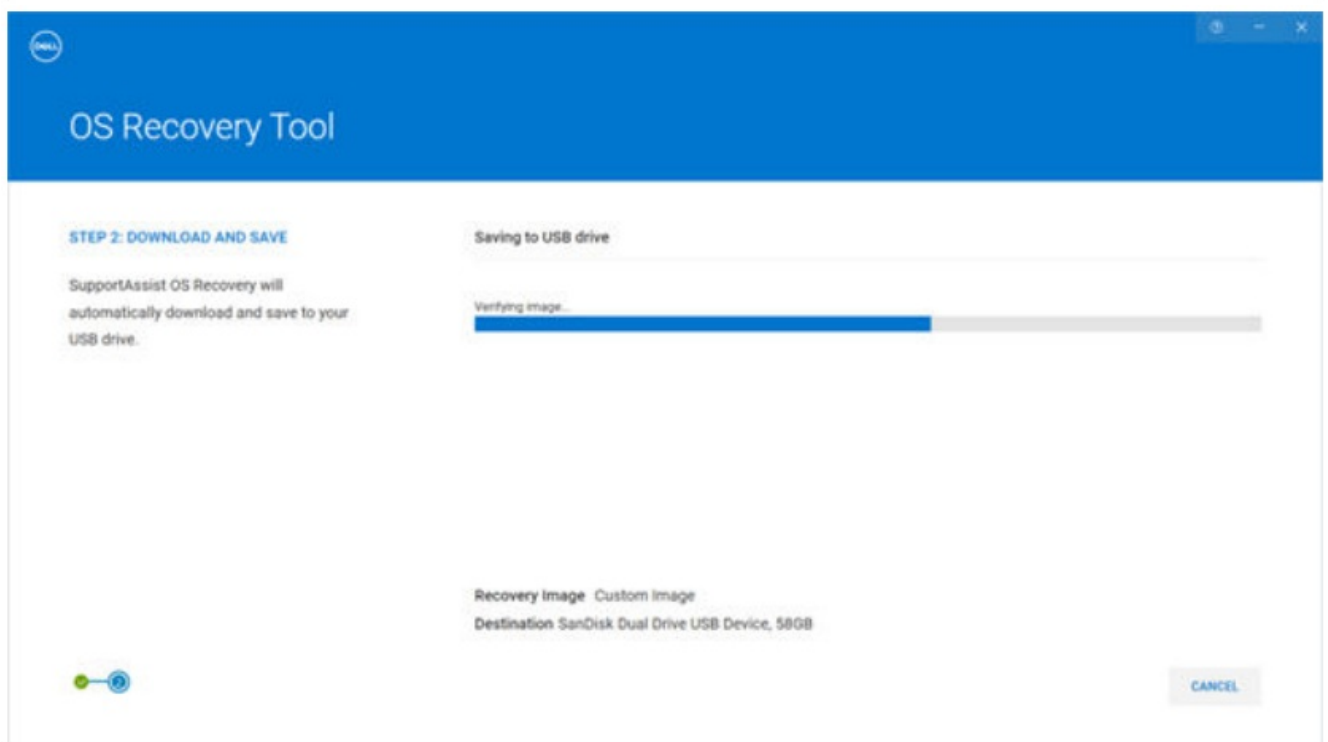 DELL
OS Recovery Tool
STEP 2: DOWNLOAD AND SAVE
SupportAssist OS Recovery will
automatically download and save to your
USB drive.
Saving to USB drive
Verifying image...
Recovery Image Custom Image
Destination SanDisk Dual Drive USB Device, 58GB
2
CANCEL